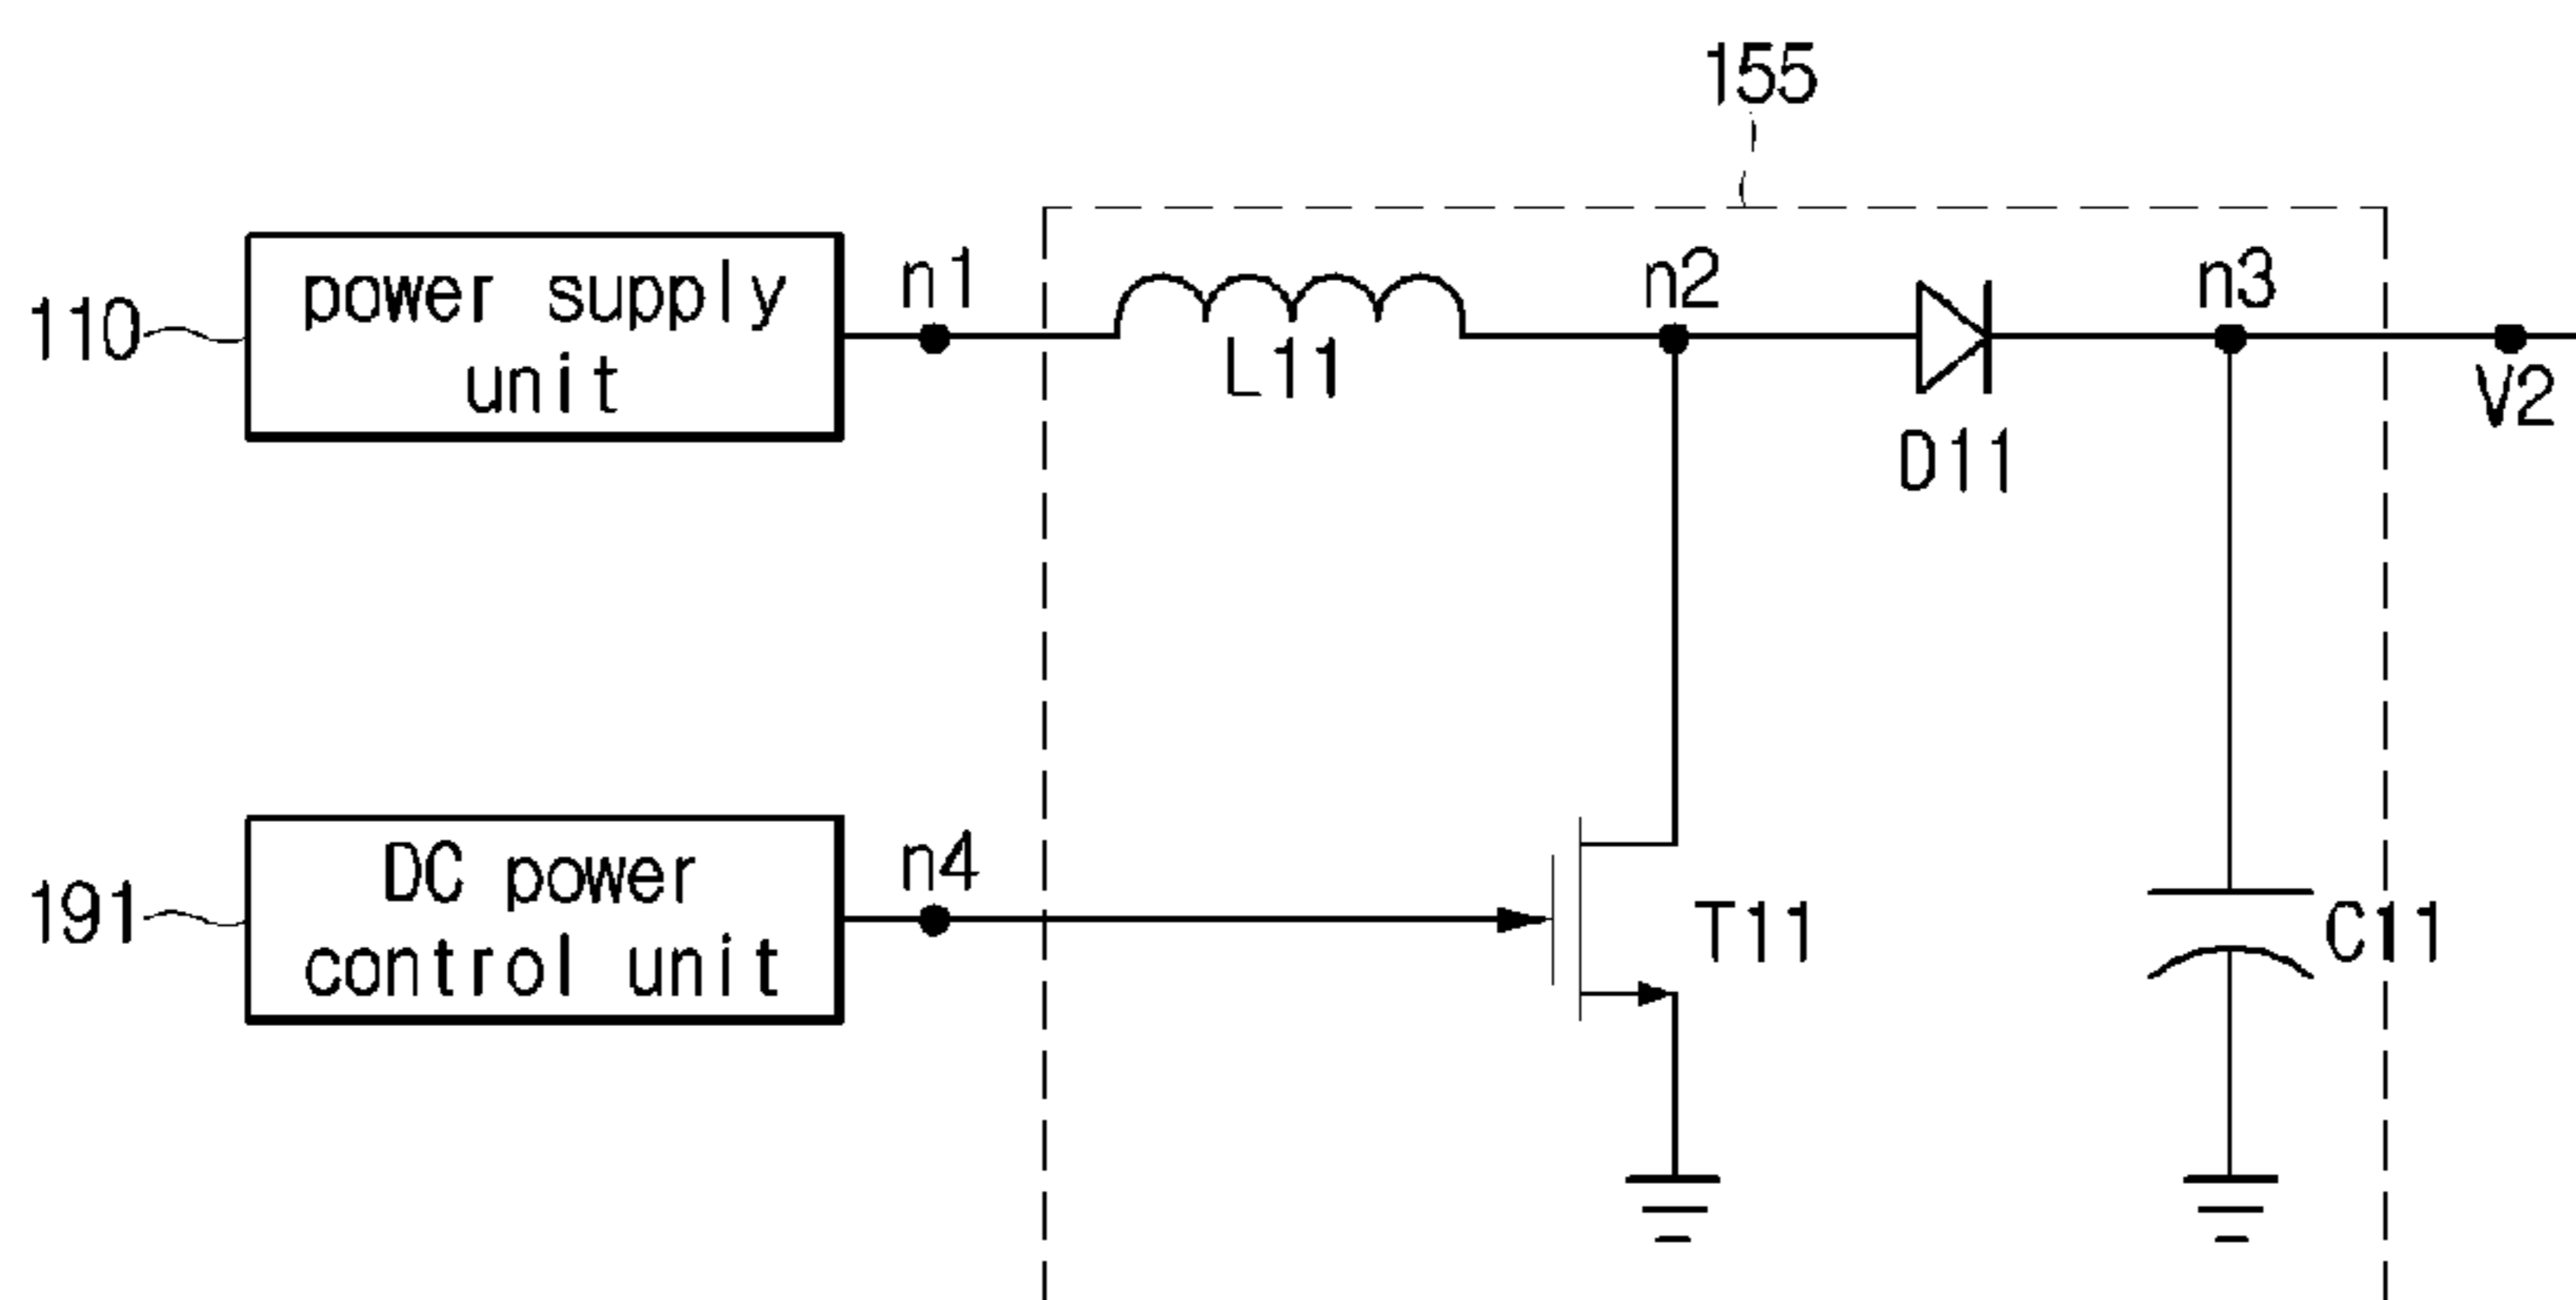 155
110
power supply
unit
n1
L11
n2
D11
n3
V2
191
DC power
control unit
n4
T11
C11